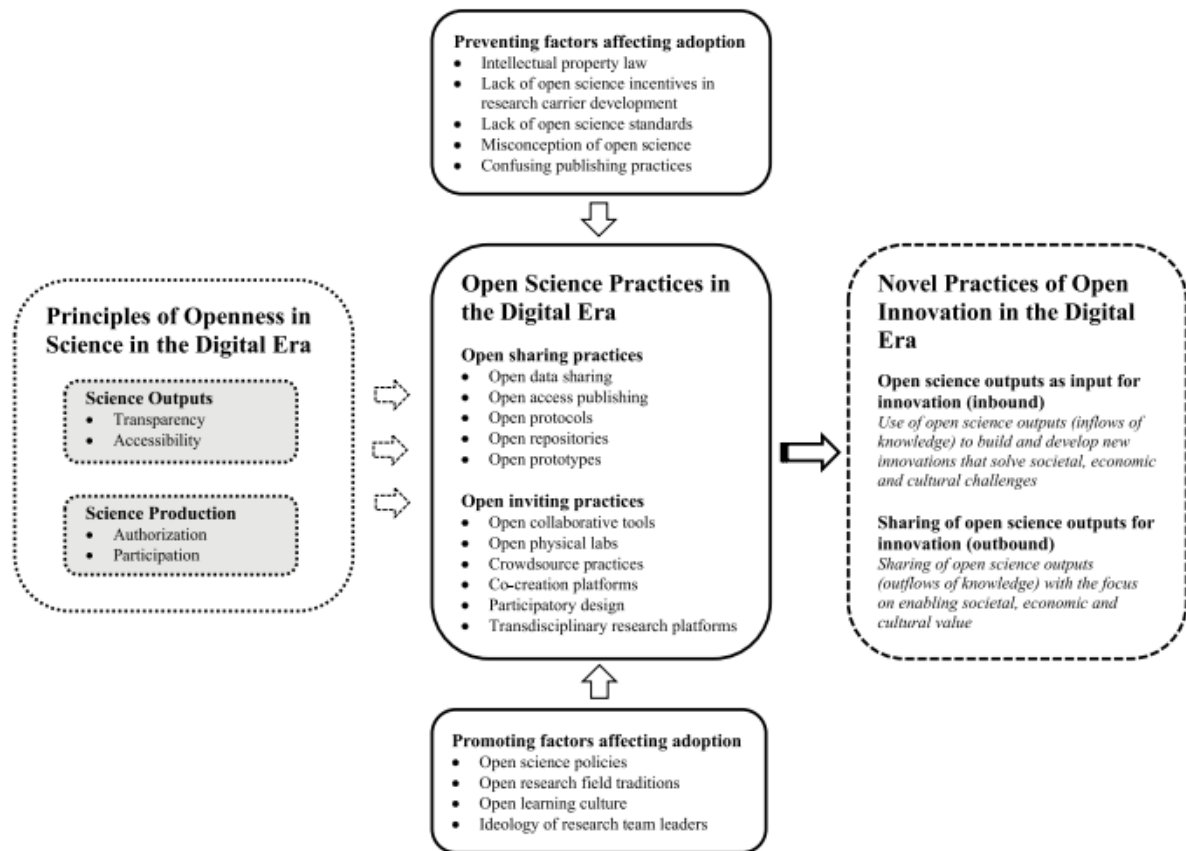 Preventing factors affecting adoption
• Intellectual property law
• Lack of open science incentives in
research carrier development
• Lack of open science standards
• Misconception of open science
• Confusing publishing practices
Principles of Openness in
Science in the Digital Era
Science Outputs
• Transparency
• Accessibility
Science Production
• Authorization
• Participation
Open Science Practices in
the Digital Era
Open sharing practices
• Open data sharing
• Open access publishing
• Open protocols
• Open repositories
• Open prototypes
Open inviting practices
• Open collaborative tools
• Open physical labs
• Crowdsource practices
• Co-creation platforms
• Participatory design
• Transdisciplinary research platforms
Novel Practices of Open
Innovation in the Digital
Era
Open science outputs as input for
innovation (inbound)
Use of open science outputs (inflows of
knowledge) to build and develop new
innovations that solve societal, economic
and cultural challenges
Sharing of open science outputs for
innovation (outbound)
Sharing of open science outputs
(outflows of knowledge) with the focus
on enabling societal, economic and
cultural value
Promoting factors affecting adoption
• Open science policies
• Open research field traditions
• Open learning culture
• Ideology of research team leaders